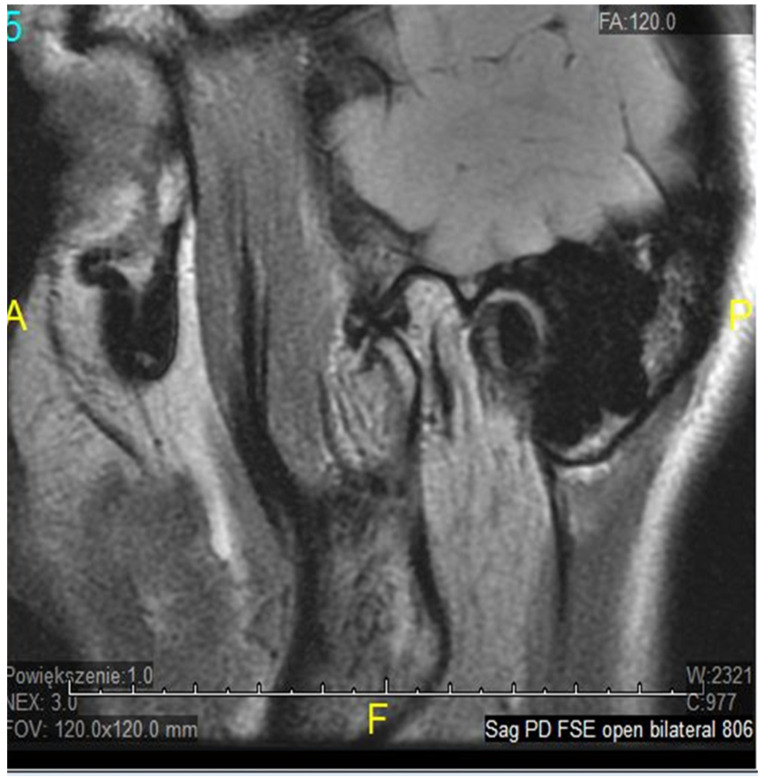 5
FA:120.0
A
P
Powiększenie:1.0
NEX: 3.0
FOV: 120.0x120.0 mm
F
W:2321
C:977
Sag PD FSE open bilateral 806